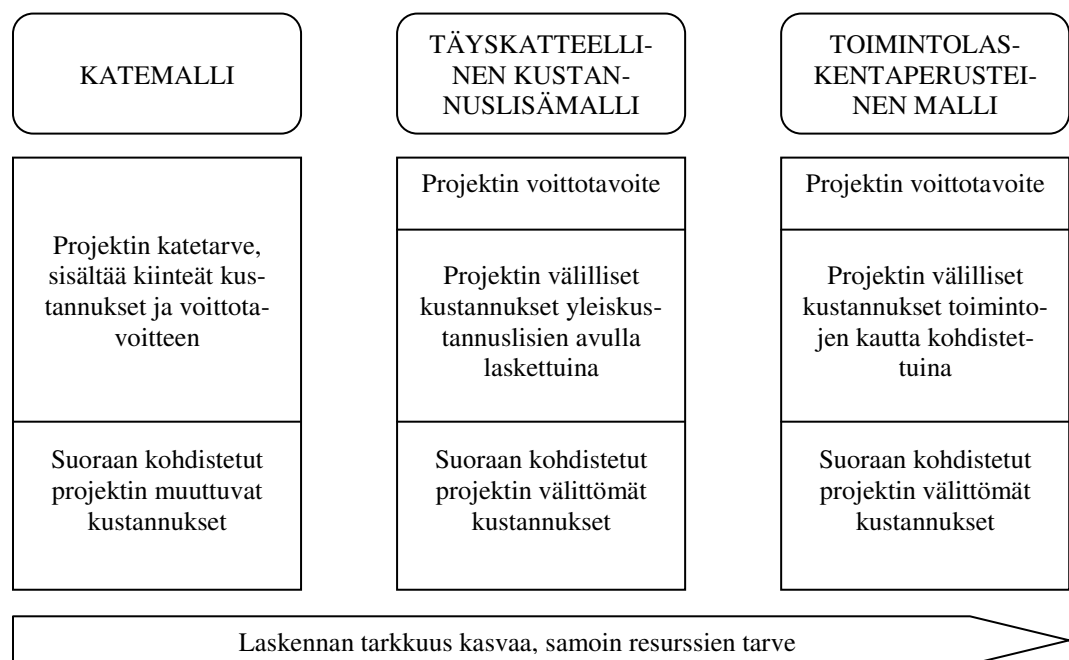 KATEMALLI
TÄYSKATTEELLI-
NEN KUSTAN-
NUSLISÄMALLI
TOIMINTOLAS-
KENTAPERUSTEI-
NEN MALLI
Projektin katetarve,
sisältää kiinteät kus-
tannukset ja voittota-
voitteen
Suoraan kohdistetut
projektin muuttuvat
kustannukset
Projektin voittotavoite
Projektin välilliset
kustannukset yleiskus-
tannuslisien avulla
laskettuina
Suoraan kohdistetut
projektin välittömät
kustannukset
Projektin voittotavoite
Projektin välilliset
kustannukset toiminto-
jen kautta kohdistet-
tuina
Suoraan kohdistetut
projektin välittömät
kustannukset
Laskennan tarkkuus kasvaa, samoin resurssien tarve